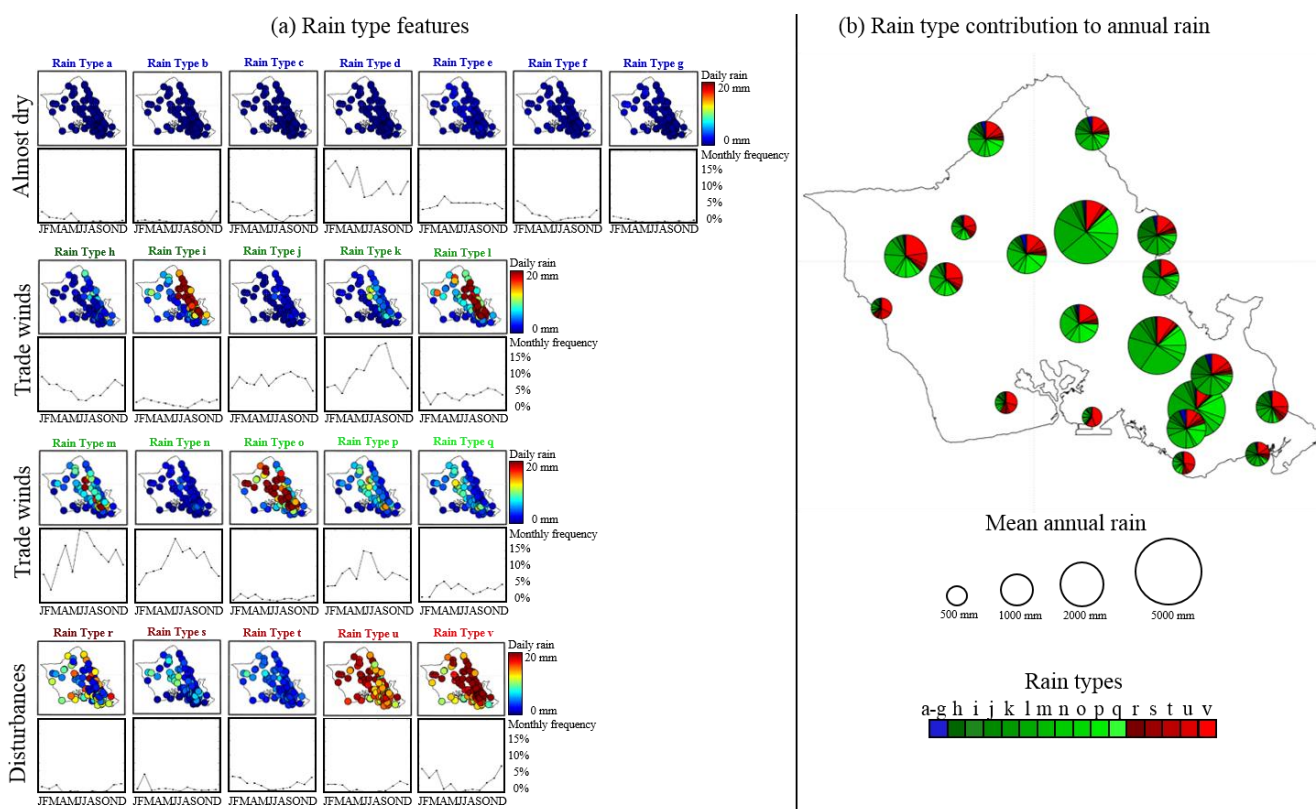 (a) Rain type features
Almost dry
Rain Type a Rain Type b Rain Type c Rain Type d Rain Type e Rain Type f Rain Type g
Daily rain
20 mm
0 mm
Monthly frequency
15%
10%
5%
0%
JFMAMJJASOND JFMAMJJASOND JFMAMJJASOND JFMAMJJASOND JFMAMJJASOND JFMAMJJASOND JFMAMJJASOND
Trade winds
Rain Type h Rain Type i Rain Type j Rain Type k Rain Type l
Daily rain
20 mm
0 mm
Monthly frequency
15%
10%
5%
0%
JFMAMJJASOND JFMAMJJASOND JFMAMJJASOND JFMAMJJASOND JFMAMJJASOND
Trade winds
Rain Type m Rain Type n Rain Type o Rain Type p Rain Type q
Daily rain
20 mm
0 mm
Monthly frequency
15%
10%
5%
0%
JFMAMJJASOND JFMAMJJASOND JFMAMJJASOND JFMAMJJASOND JFMAMJJASOND
Disturbances
Rain Type r Rain Type s Rain Type t Rain Type u Rain Type v
Daily rain
20 mm
0 mm
Monthly frequency
15%
10%
5%
0%
JFMAMJJASOND JFMAMJJASOND JFMAMJJASOND JFMAMJJASOND JFMAMJJASOND
(b) Rain type contribution to annual rain
Mean annual rain
500 mm 1000 mm 2000 mm 5000 mm
Rain types
a-g h i j k l m n o p q r s t u v